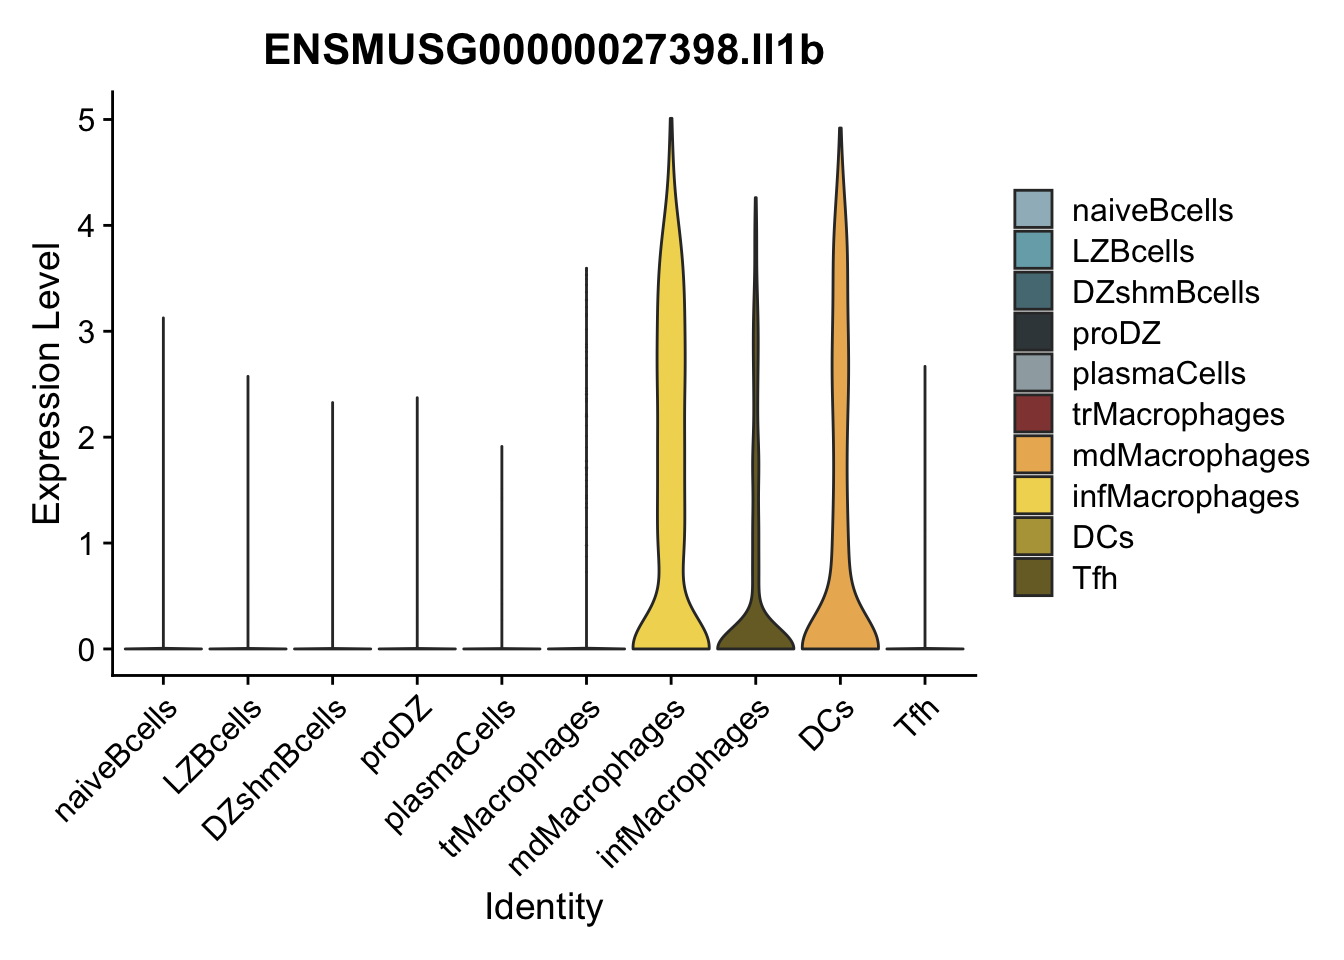 ENSMUSG00000027398.Il1b
Expression Level
5
4
3
2
1
0
naiveBcells
LZBcells
DZshmBcells
proDZ
plasmaCells
trMacrophages
mdMacrophages
infMacrophages
DCs
Tfh
Identity
naiveBcells
LZBcells
DZshmBcells
proDZ
plasmaCells
trMacrophages
mdMacrophages
infMacrophages
DCs
Tfh